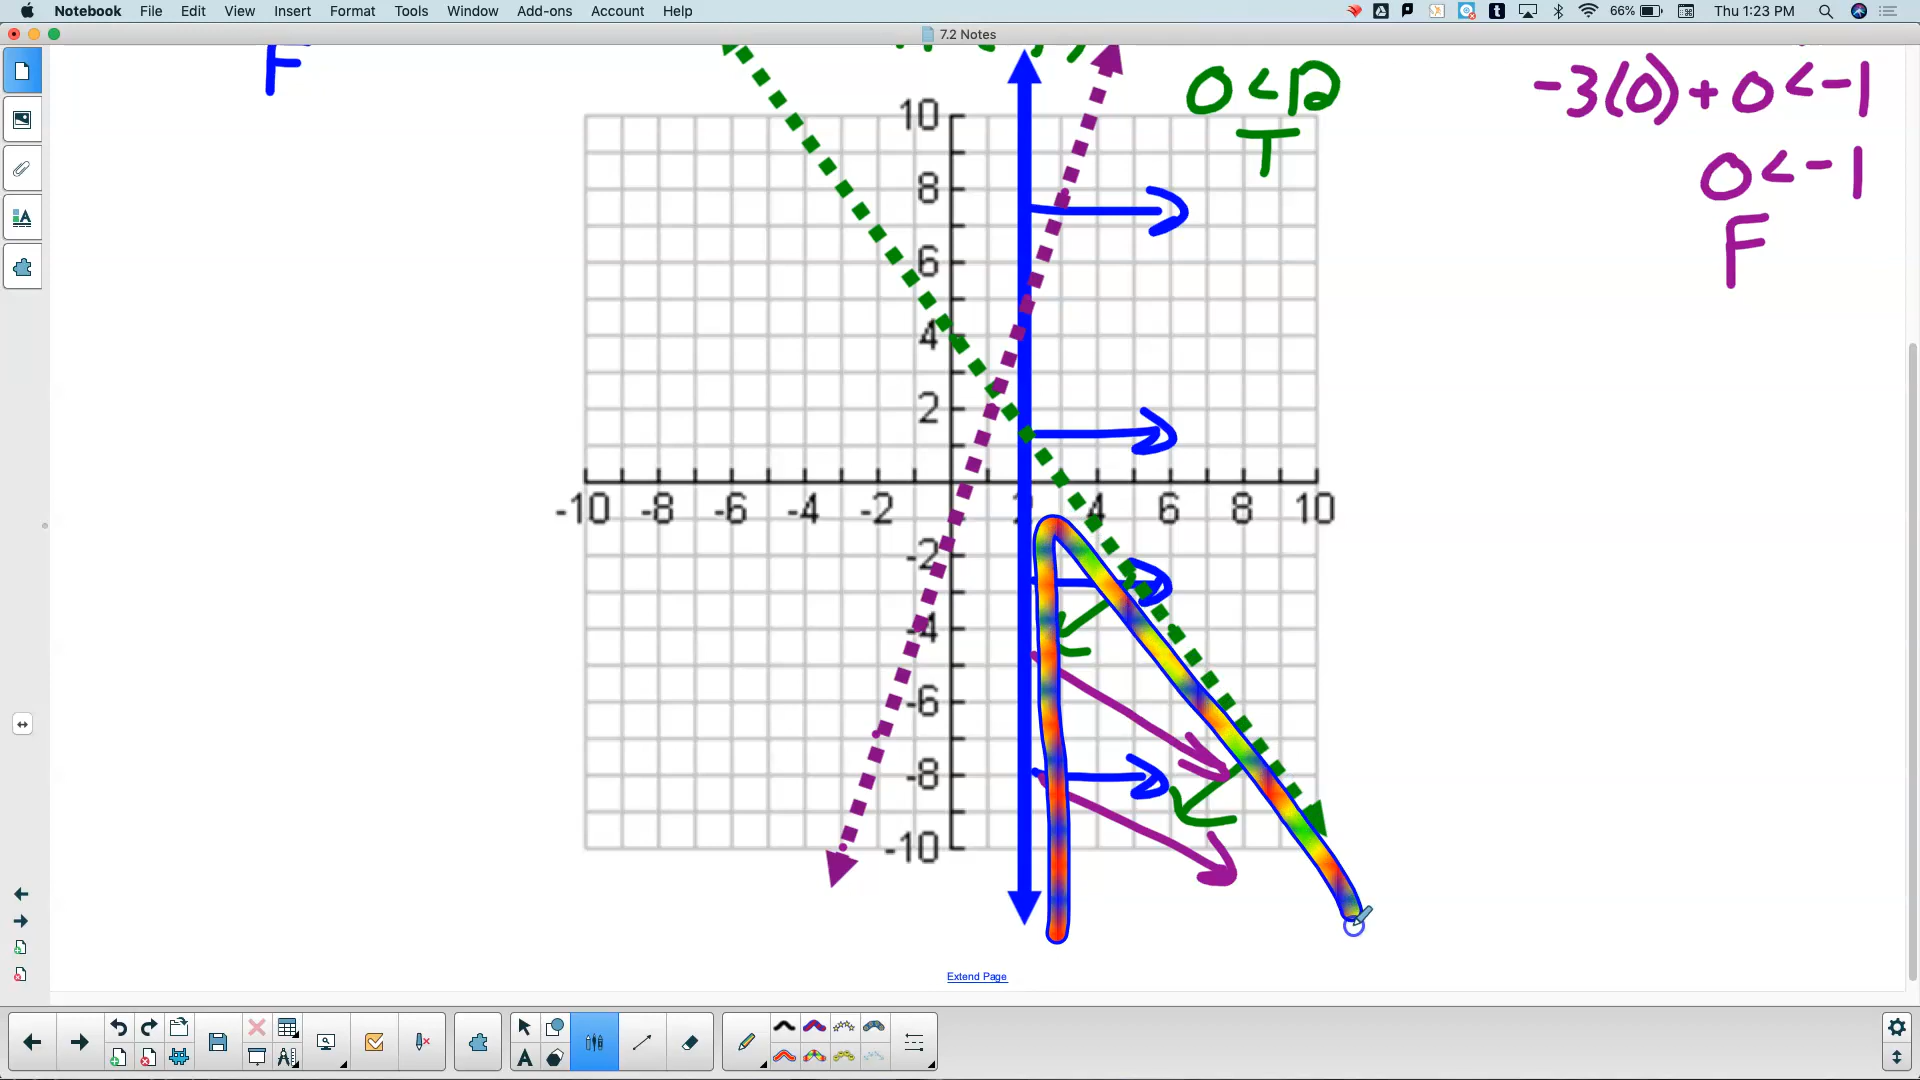 Notebook File Edit View Insert Format Tools Window Add-ons Account Help 66% Thu 1:23 PM
7.2 Notes
F
0<12
T
-3(0)+0<-1
0<-1
F
10
8
6
4
2
-10 -8 -6 -4 -2 2 4 6 8 10
-2
-4
-6
-8
-10
Extend Page